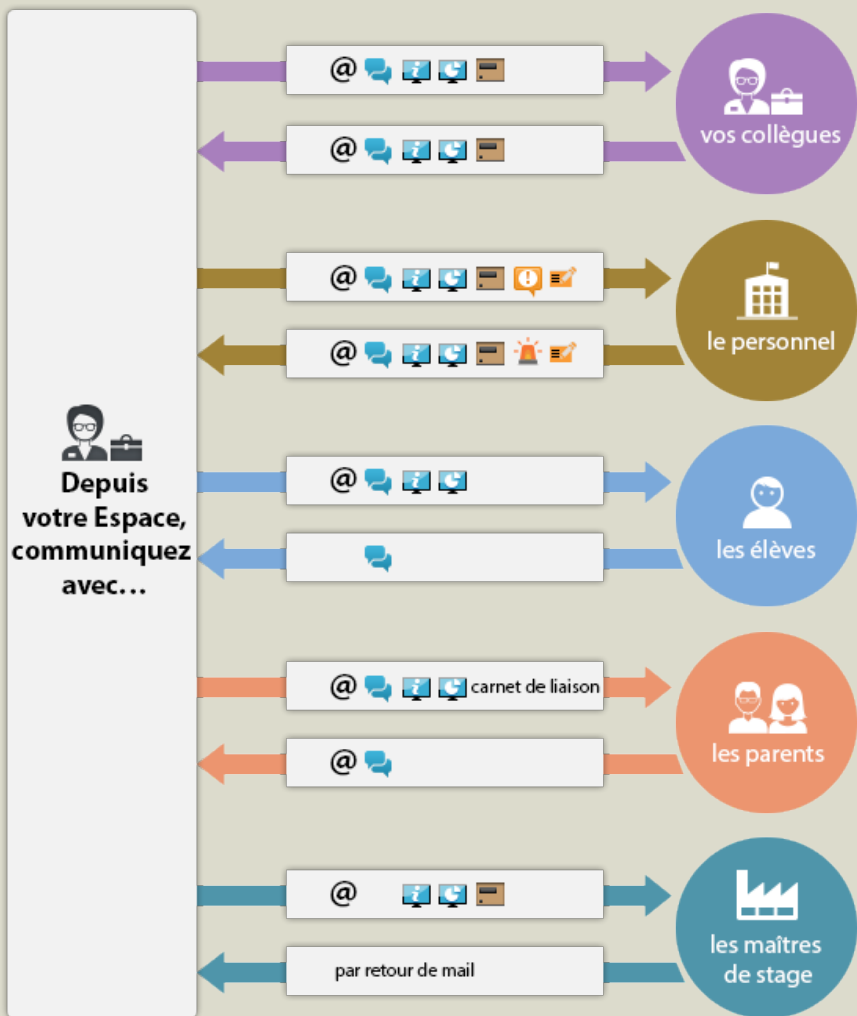 @
vos collègues
@
@
le personnel
@
Depuis
votre Espace,
communiquez
avec...
@
les élèves
@ carnet de liaison
@
les parents
@
les maîtres
de stage
par retour de mail